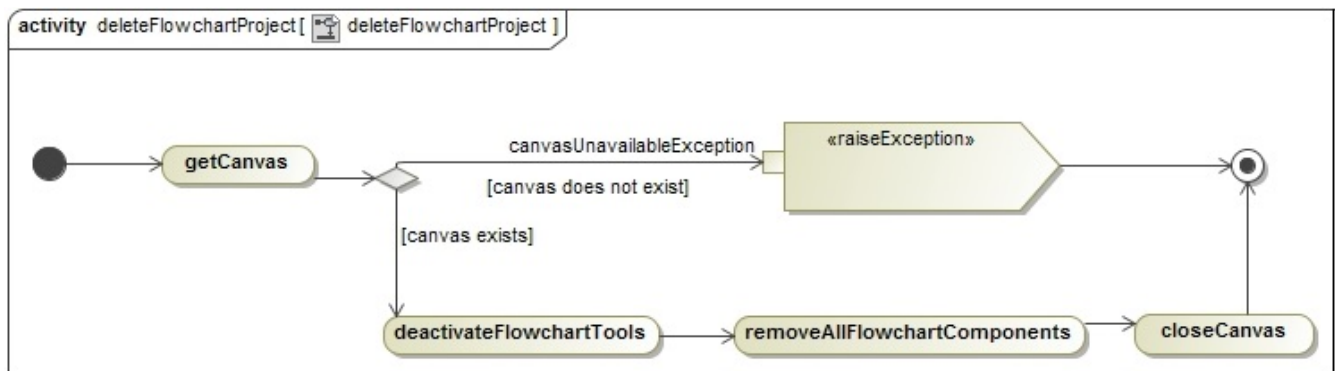 activity deleteFlowchartProject[ deleteFlowchartProject ]
canvasUnavailableException
«raiseException»
getCanvas
[canvas does not exist]
[canvas exists]
deactivateFlowchartTools
removeAllFlowchartComponents
closeCanvas